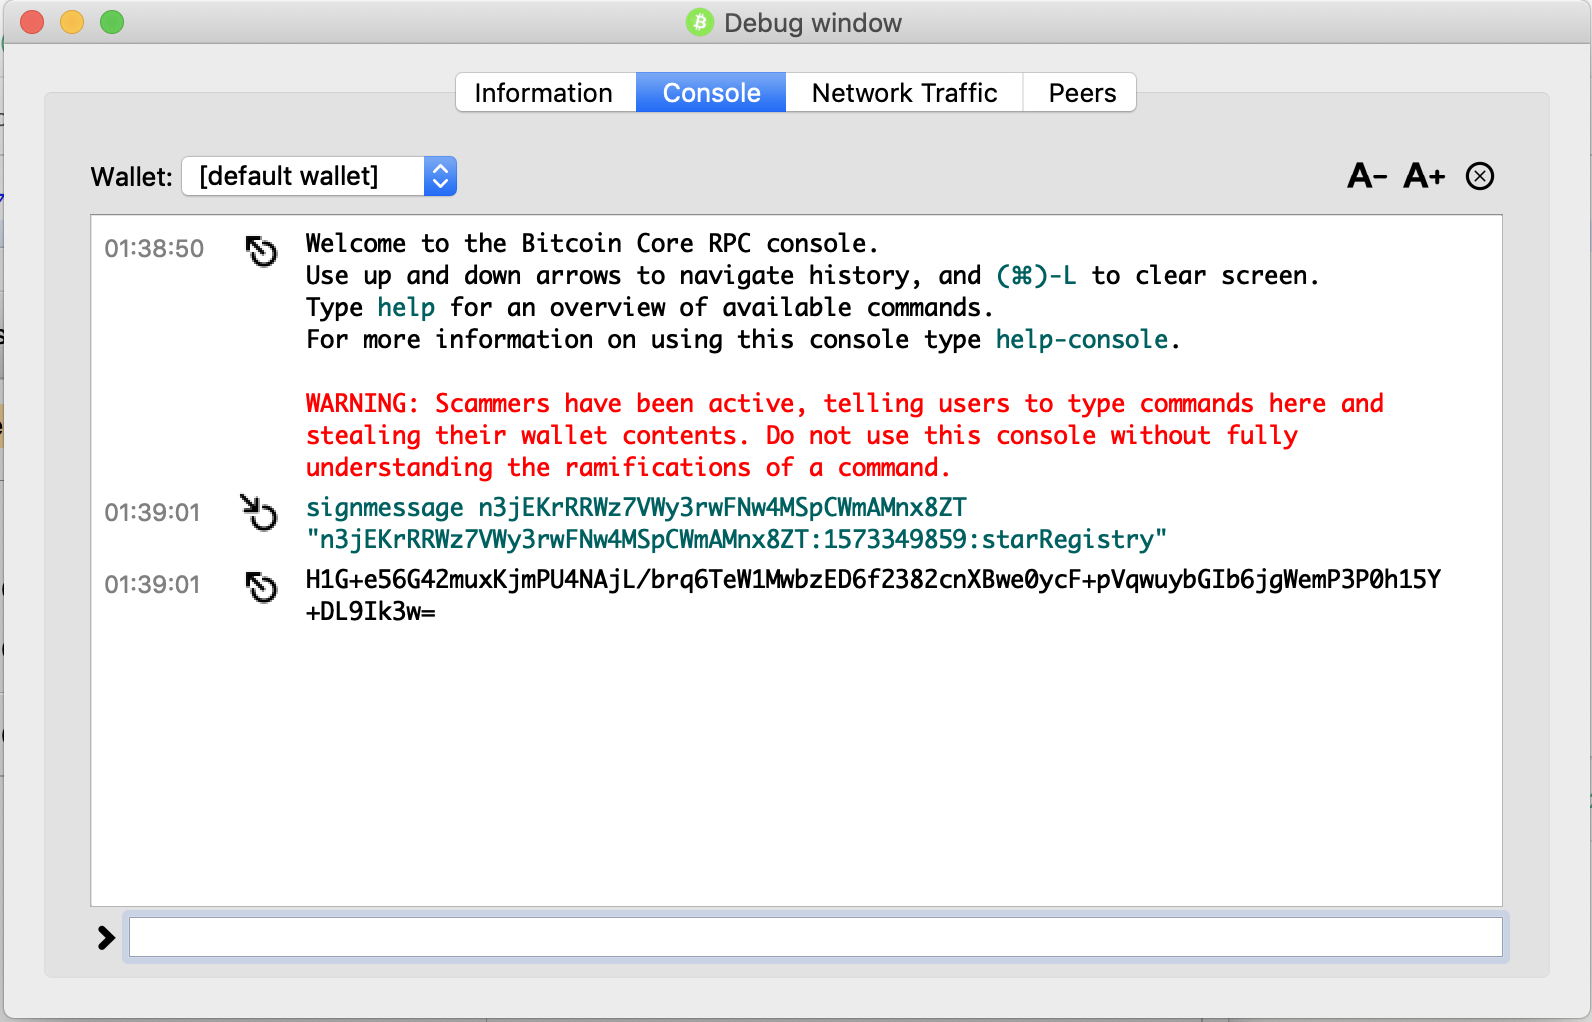 Debug window
Information Console Network Traffic Peers
Wallet: [default wallet] A- A+
01:38:50 Welcome to the Bitcoin Core RPC console.
Use up and down arrows to navigate history, and (⌘)-L to clear screen.
Type help for an overview of available commands.
For more information on using this console type help-console.
WARNING: Scammers have been active, telling users to type commands here and
stealing their wallet contents. Do not use this console without fully
understanding the ramifications of a command.
01:39:01 signmessage n3jEKrRRWz7VWy3rwFNw4MSpCWmAMnx8ZT
"n3jEKrRRWz7VWy3rwFNw4MSpCWmAMnx8ZT:1573349859:starRegistry"
01:39:01 H1G+e56G42muxKjmPU4NAjL/brq6TeW1MwbzED6f2382cnXBwe0ycF+pVqwuybGIb6jgWemP3P0h15Y
+DL9Ik3w=